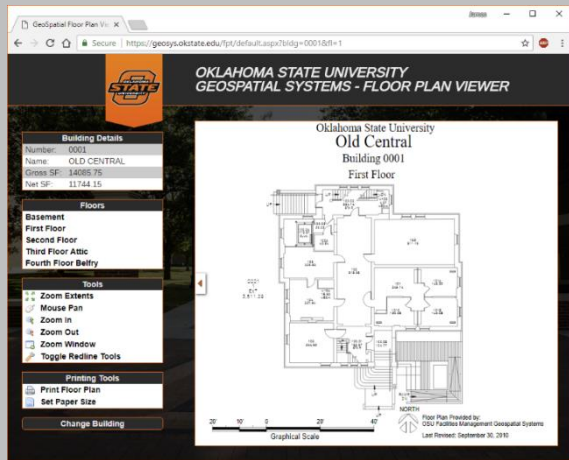 GeoSpatial Floor Plan Vie
James
Secure | https://geosys.okstate.edu/fpt/default.aspx?bldg=0001&fl=1
OKLAHOMA
STATE
UNIVERSITY
OKLAHOMA STATE UNIVERSITY
GEOSPATIAL SYSTEMS - FLOOR PLAN VIEWER
Building Details
Number: 0001
Name: OLD CENTRAL
Gross SF: 14085.75
Net SF: 11744.15
Floors
Basement
First Floor
Second Floor
Third Floor Attic
Fourth Floor Belfry
Tools
Zoom Extents
Mouse Pan
Zoom In
Zoom Out
Zoom Window
Toggle Redline Tools
Printing Tools
Print Floor Plan
Set Paper Size
Change Building
Oklahoma State University
Old Central
Building 0001
First Floor
20' 10' 0 20' 40'
Graphical Scale
NORTH
Floor Plan Provided by:
OSU Facilities Management Geospatial Systems
Last Revised: September 30, 2010